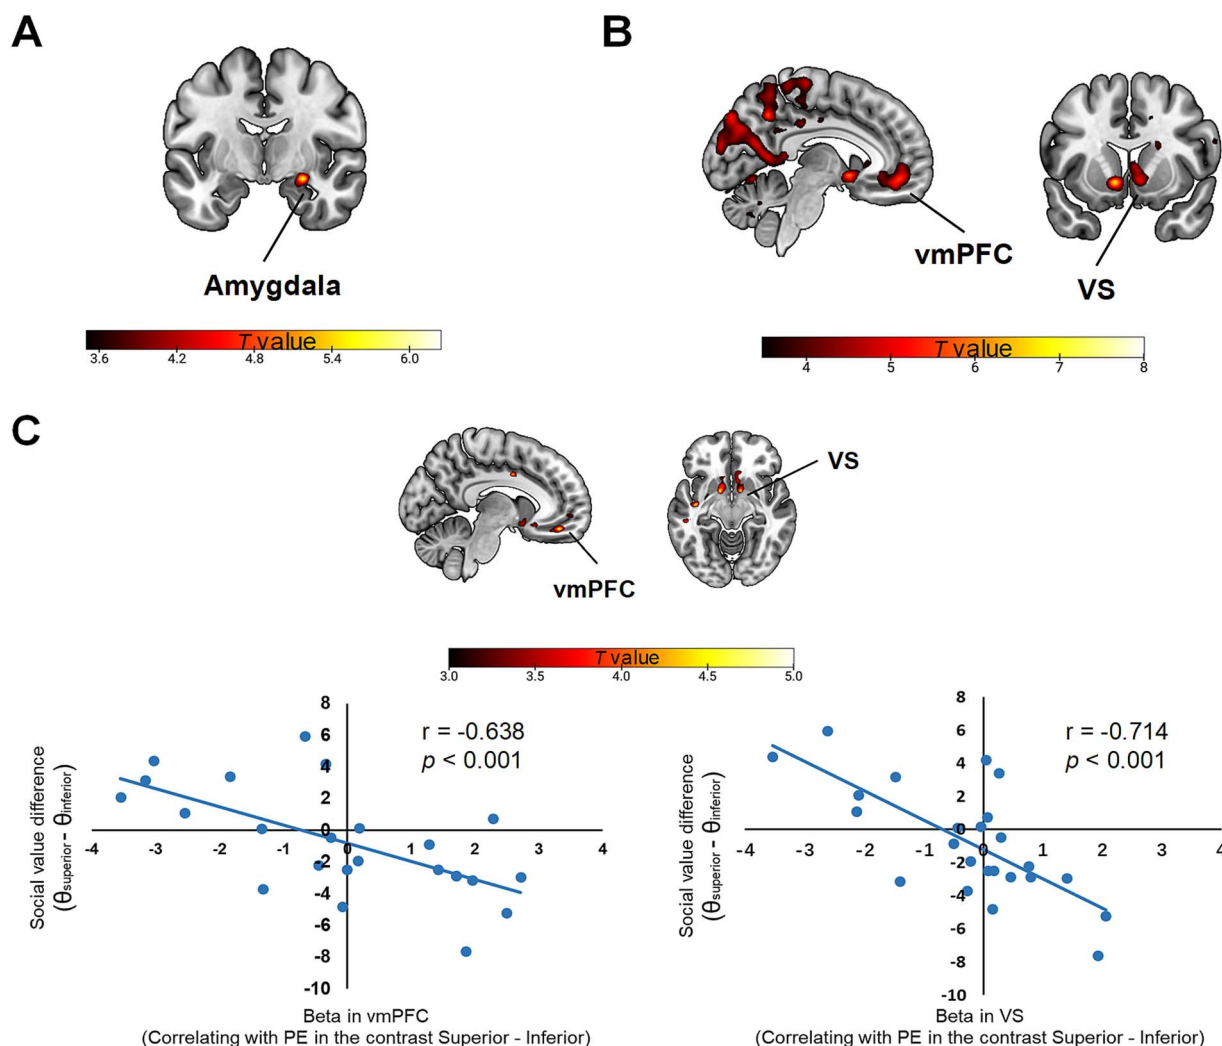 A
B
Amygdala
vmPFC
VS
T value
3.6 4.2 4.8 5.4 6.0
T value
4 5 6 7 8
C
VS
vmPFC
T value
3.0 3.5 4.0 4.5 5.0
Social value difference
(θsuperior - θinferior)
8
6
4
2
0
-2
-4
-6
-8
-10
-4 -3 -2 -1 0 1 2 3 4
r = -0.638
p < 0.001
Beta in vmPFC
(Correlating with PE in the contrast Superior - Inferior)
Social value difference
(θsuperior - θinferior)
8
6
4
2
0
-2
-4
-6
-8
-10
-4 -3 -2 -1 0 1 2 3 4
r = -0.714
p < 0.001
Beta in VS
(Correlating with PE in the contrast Superior - Inferior)